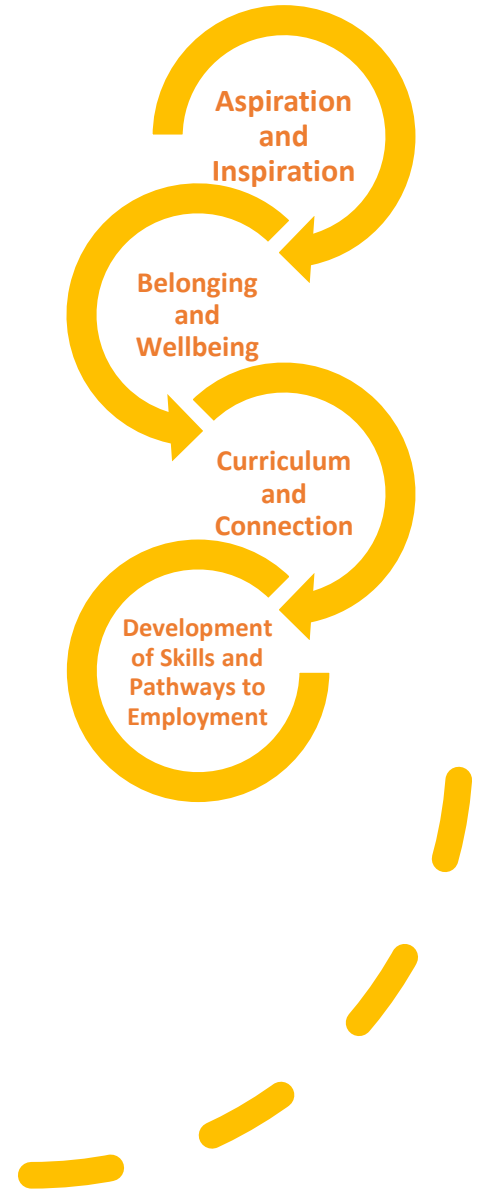 Aspiration
and
Inspiration
Belonging
and
Wellbeing
Curriculum
and
Connection
Development
of Skills and
Pathways to
Employment